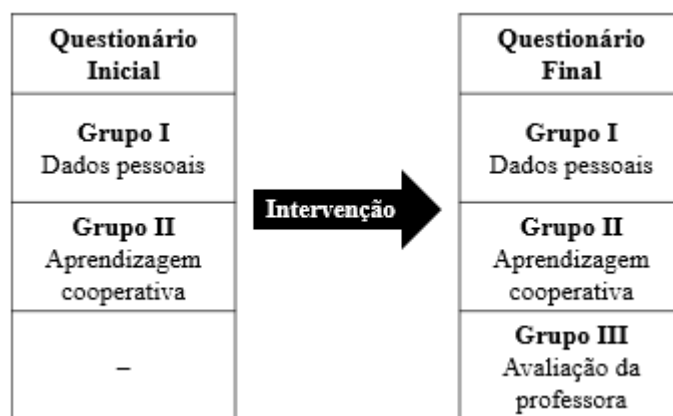 Questionário
Inicial
Grupo I
Dados pessoais
Grupo II
Aprendizagem
cooperativa
–
Intervenção
Questionário
Final
Grupo I
Dados pessoais
Grupo II
Aprendizagem
cooperativa
Grupo III
Avaliação da
professora